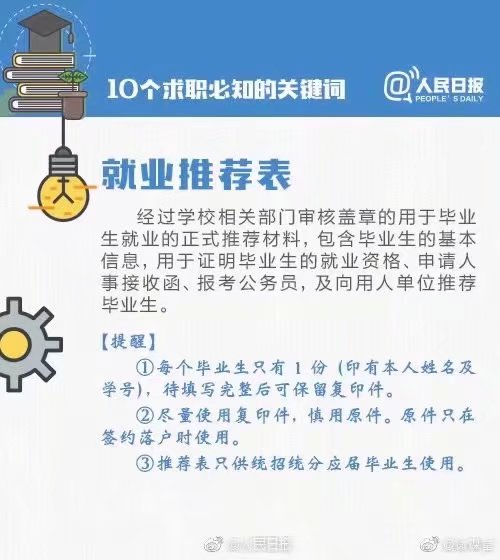 10个求职必知的关键词
@人民日报
PEOPLE'S DAILY
就业推荐表
经过学校相关部门审核盖章的用于毕业
生就业的正式推荐材料，包含毕业生的基本
信息，用于证明毕业生的就业资格、申请人
事接收函、报考公务员，及向用人单位推荐
毕业生。
【提醒】
①每个毕业生只有1份（印有本人姓名及
学号），待填写完整后可保留复印件。
②尽量使用复印件，慎用原件。原件只在
签约落户时使用。
③推荐表只供统招统分应届毕业生使用。
@人民日报